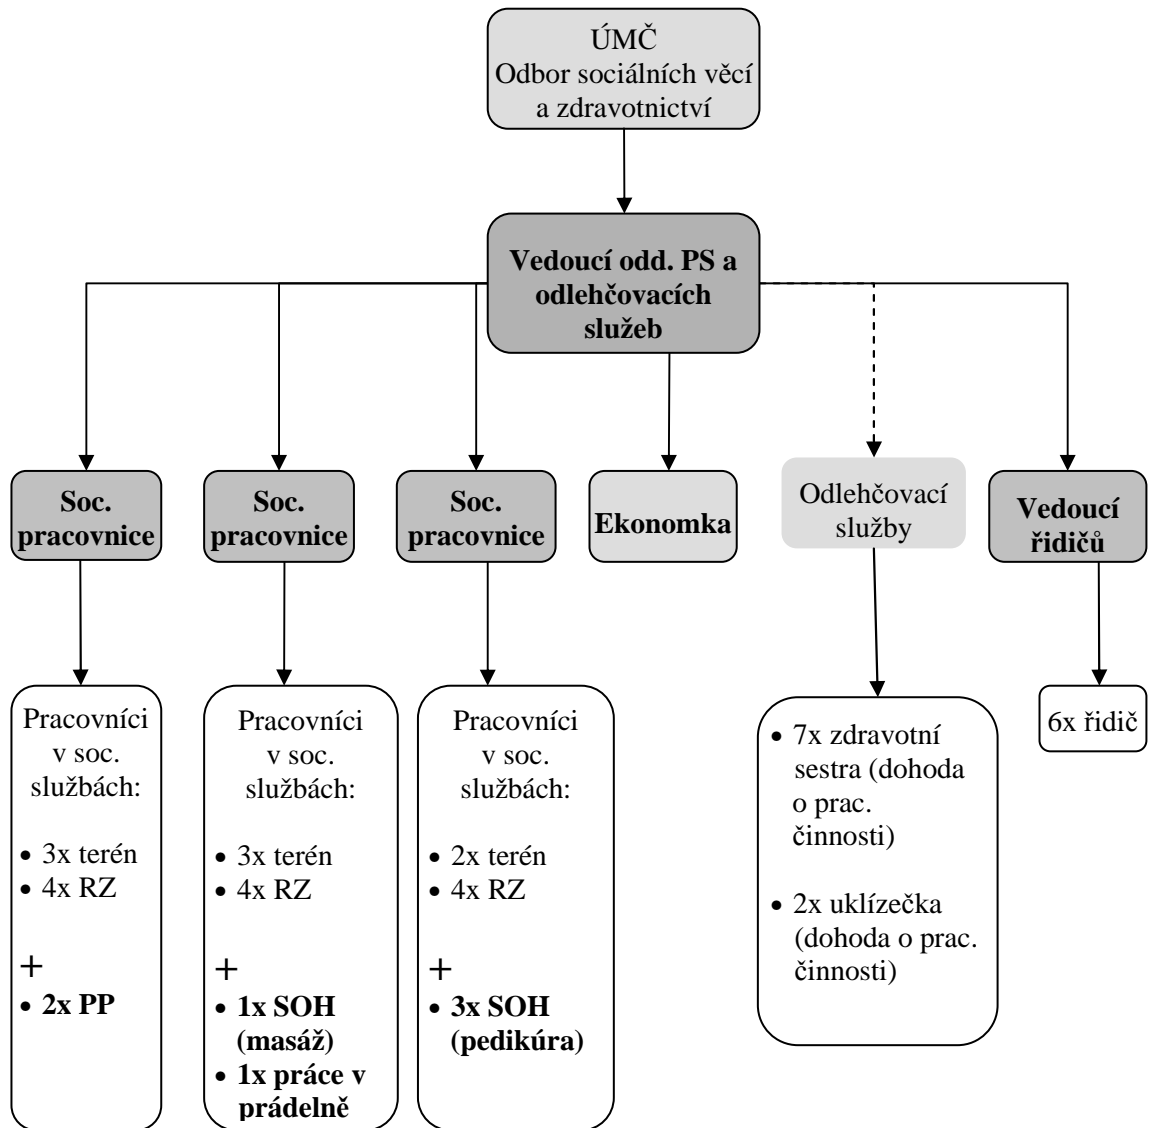 ÚMČ
Odbor sociálních věcí
a zdravotnictví
Vedoucí odd. PS a
odlehčovacích
služeb
Soc.
pracovnice
Soc.
pracovnice
Soc.
pracovnice
Ekonomka
Odlehčovací
služby
Vedoucí
řidičů
Pracovníci
v soc.
službách:
• 3x terén
• 4x RZ
+
• 2x PP
Pracovníci
v soc.
službách:
• 3x terén
• 4x RZ
+
• 1x SOH
(masáž)
• 1x práce v
prádelně
Pracovníci
v soc.
službách:
• 2x terén
• 4x RZ
+
• 3x SOH
(pedikúra)
• 7x zdravotní
sestra (dohoda
o prac.
činnosti)
• 2x uklízečka
(dohoda o prac.
činnosti)
6x řidič